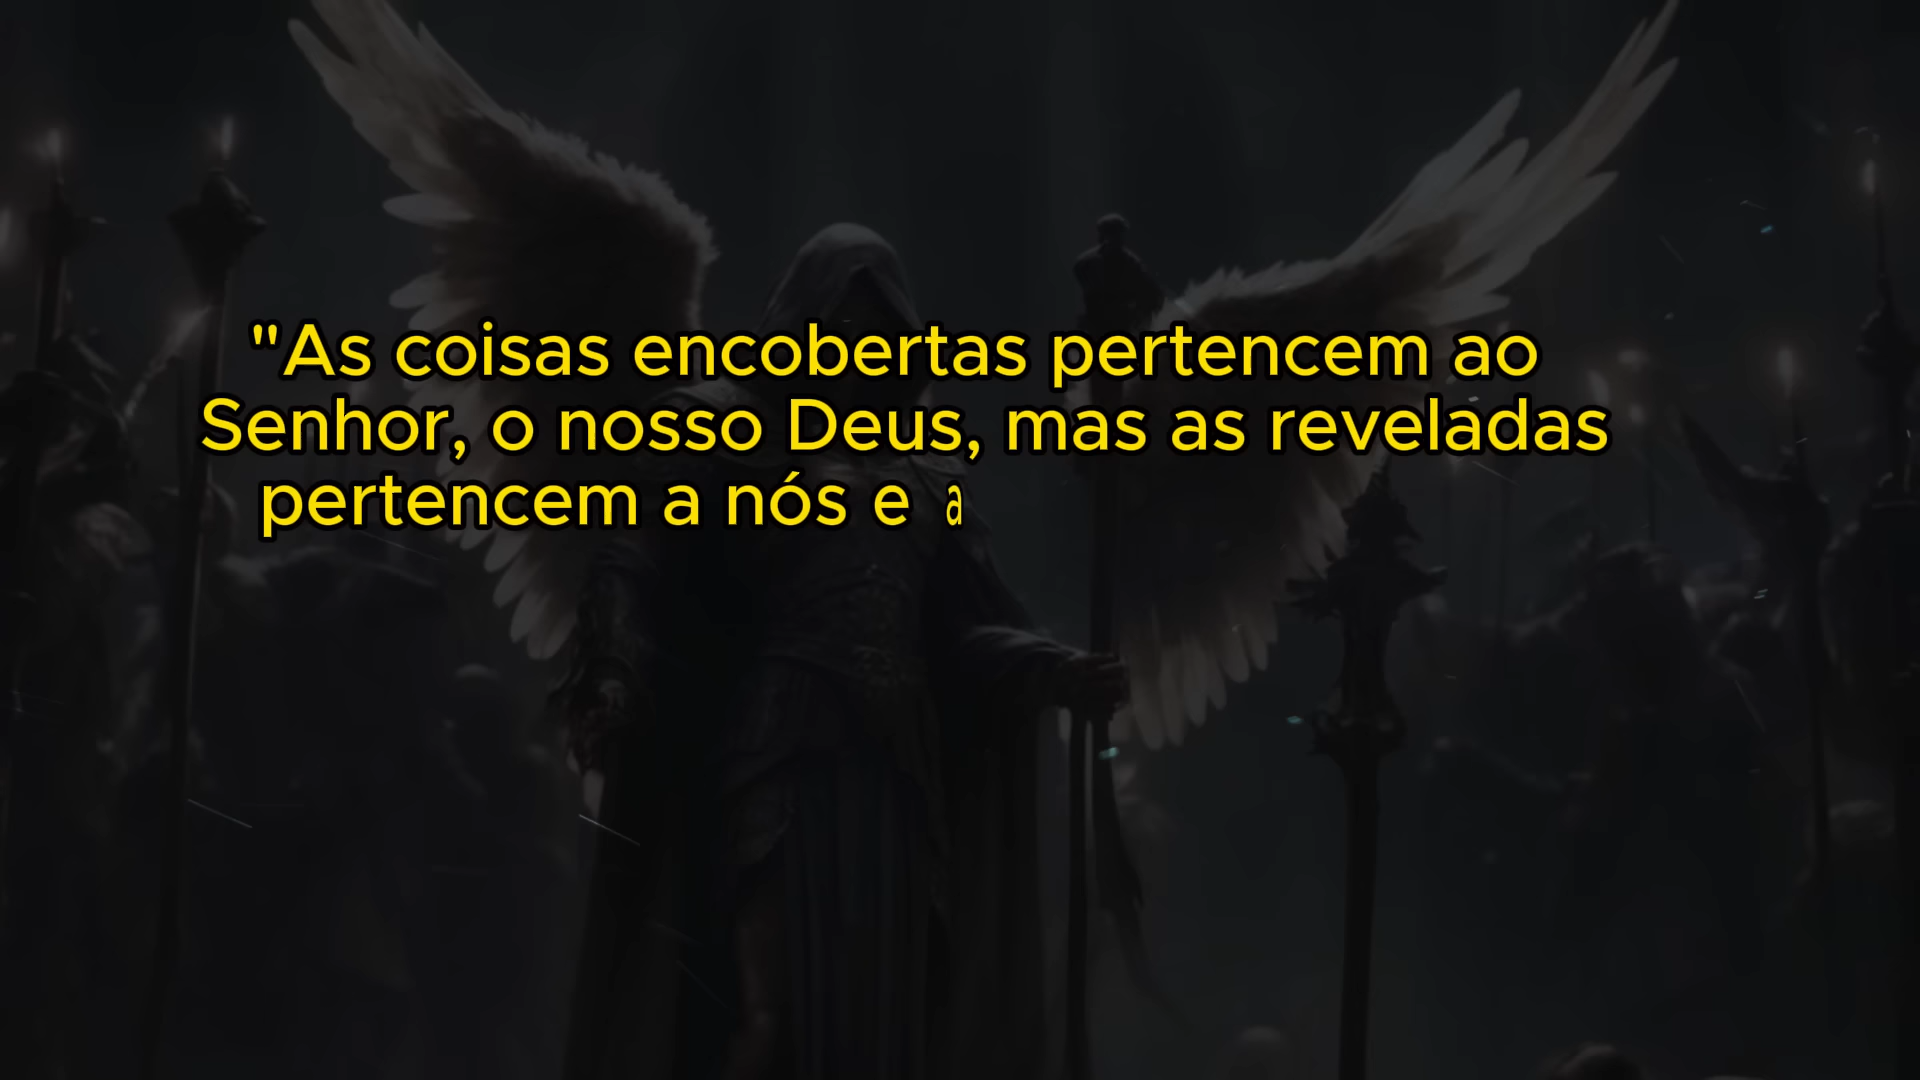 "As coisas encobertas pertencem ao
Senhor, o nosso Deus, mas as reveladas
pertencem a nós e a